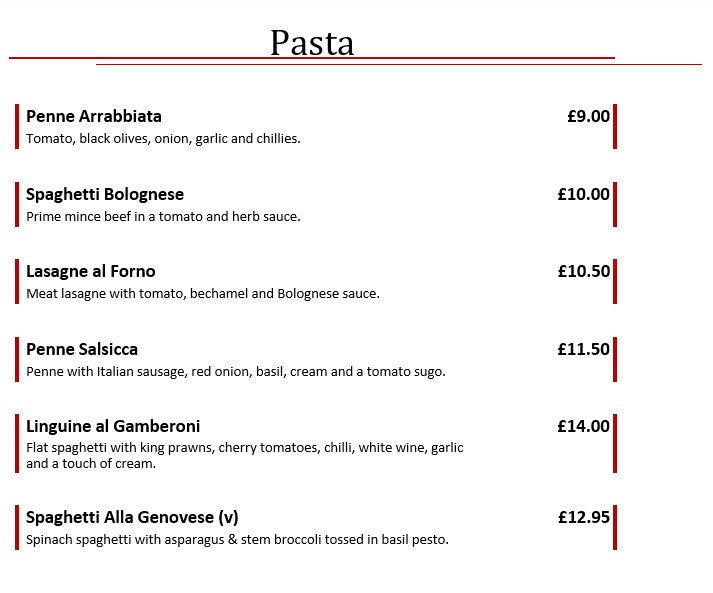 Pasta
Penne Arrabbiata £9.00
Tomato, black olives, onion, garlic and chillies.
Spaghetti Bolognese £10.00
Prime mince beef in a tomato and herb sauce.
Lasagne al Forno £10.50
Meat lasagne with tomato, bechamel and Bolognese sauce.
Penne Salsicca £11.50
Penne with Italian sausage, red onion, basil, cream and a tomato sugo.
Linguine al Gamberoni £14.00
Flat spaghetti with king prawns, cherry tomatoes, chilli, white wine, garlic
and a touch of cream.
Spaghetti Alla Genovese (v) £12.95
Spinach spaghetti with asparagus & stem broccoli tossed in basil pesto.